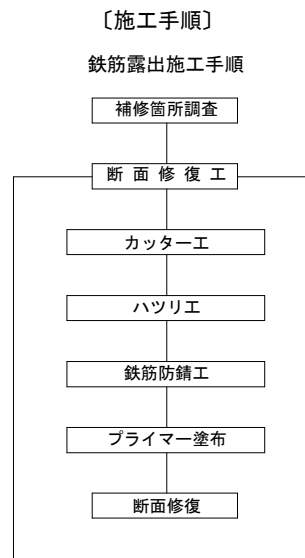 〔施工手順〕
鉄筋露出施工手順
補修箇所調査
断面修復工
カッター工
ハツリ工
鉄筋防錆工
プライマー塗布
断面修復